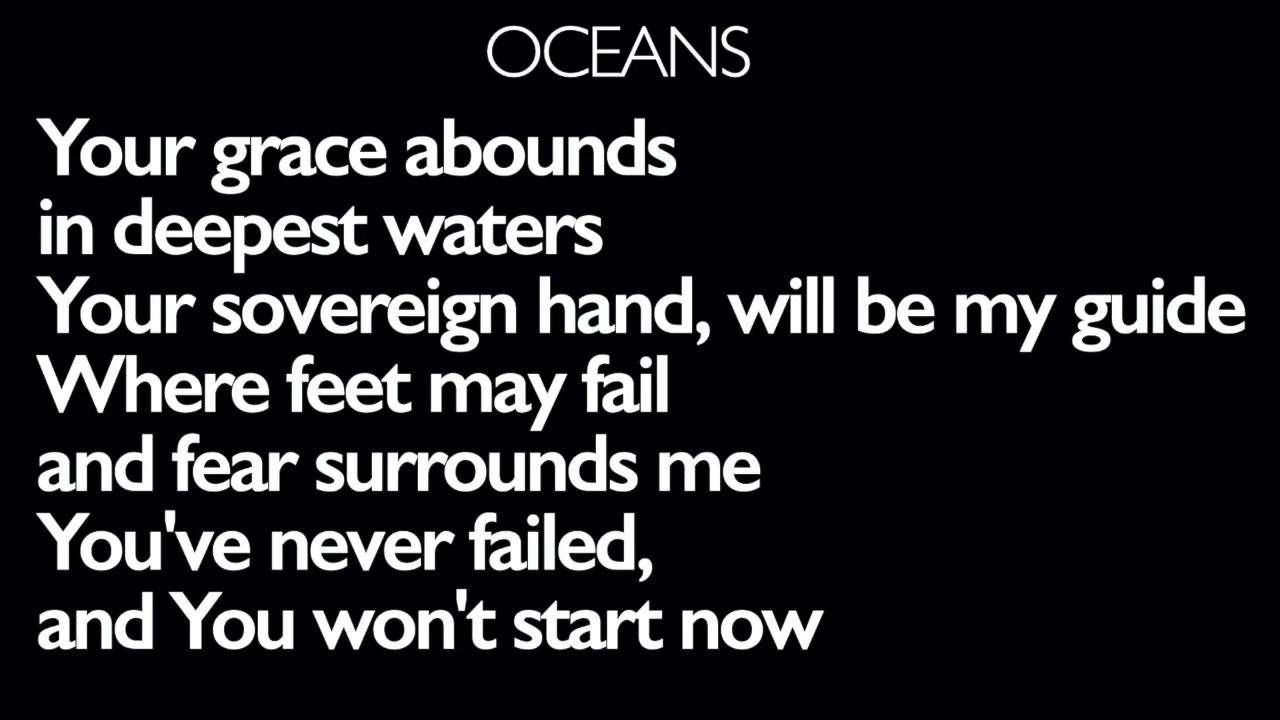 OCEANS
Your grace abounds
in deepest waters
Your sovereign hand, will be my guide
Where feet may fail
and fear surrounds me
You've never failed,
and You won't start now